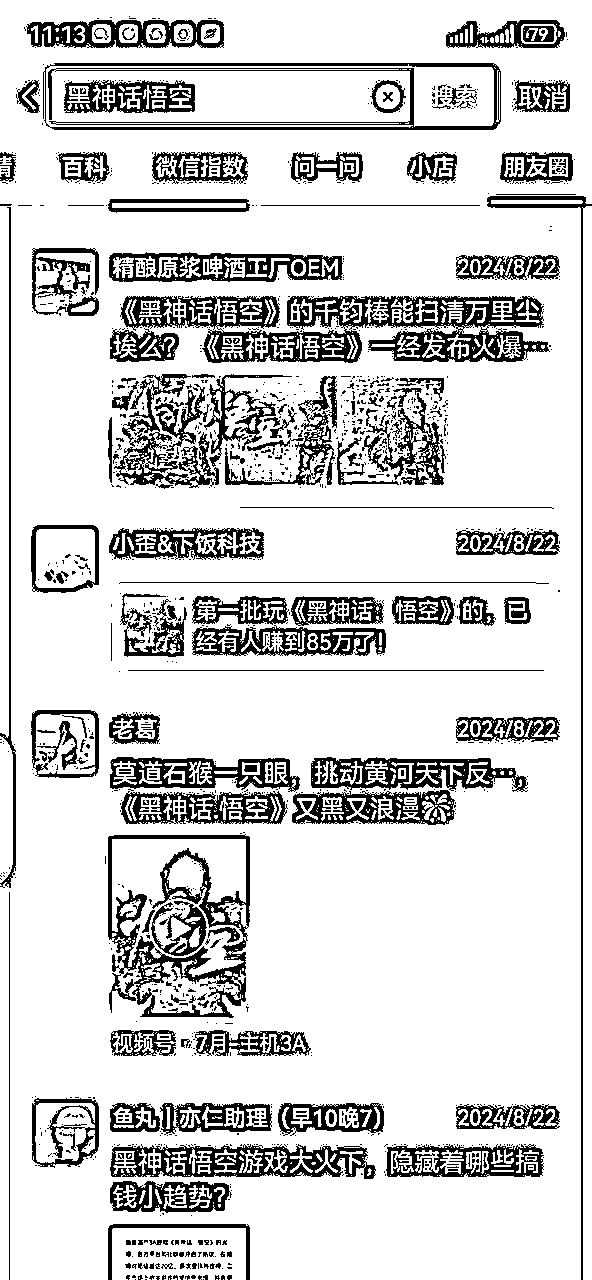 11:13 79
黑神话悟空 搜索 取消
百科 微信指数 问一问 小店 朋友圈
精酿原浆啤酒工厂OEM 2024/8/22
《黑神话悟空》的千钧棒能扫清万里尘
埃么？《黑神话悟空》一经发布火爆…
小歪&下饭科技 2024/8/22
第一批玩《黑神话：悟空》的，已
经有人赚到85万了！
老葛 2024/8/22
莫道石猴一只眼，挑动黄河天下反…，
《黑神话.悟空》又黑又浪漫
视频号·7月-主机3A
鱼丸丨亦仁助理（早10晚7） 2024/8/22
黑神话悟空游戏大火下，隐藏着哪些搞
钱小趋势？